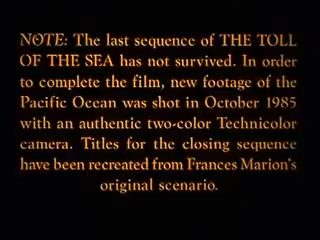 NOTE: The last sequence of THE TOLL
OF THE SEA has not survived. In order
to complete the film, new footage of the
Pacific Ocean was shot in October 1985
with an authentic two-color Technicolor
camera. Titles for the closing sequence
have been recreated from Frances Marion's
original scenario.